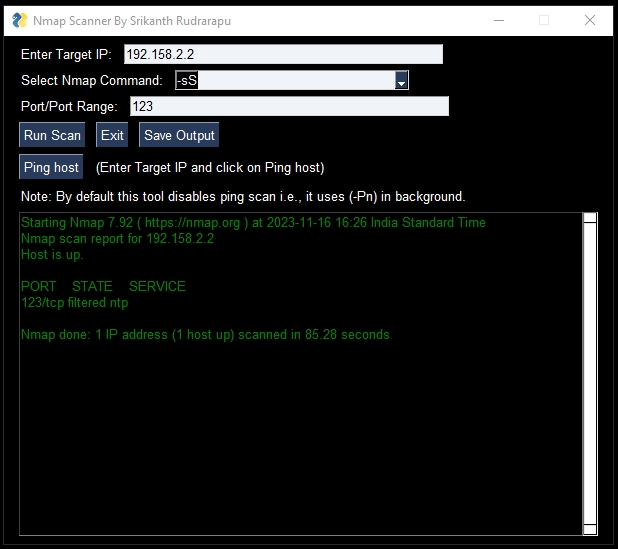 Nmap Scanner By Srikanth Rudrarapu
Enter Target IP: 192.158.2.2
Select Nmap Command: -sS
Port/Port Range: 123
Run Scan Exit Save Output
Ping host (Enter Target IP and click on Ping host)
Note: By default this tool disables ping scan i.e., it uses (-Pn) in background.
Starting Nmap 7.92 ( https://nmap.org ) at 2023-11-16 16:26 India Standard Time
Nmap scan report for 192.158.2.2
Host is up.
PORT STATE SERVICE
123/tcp filtered ntp
Nmap done: 1 IP address (1 host up) scanned in 85.28 seconds